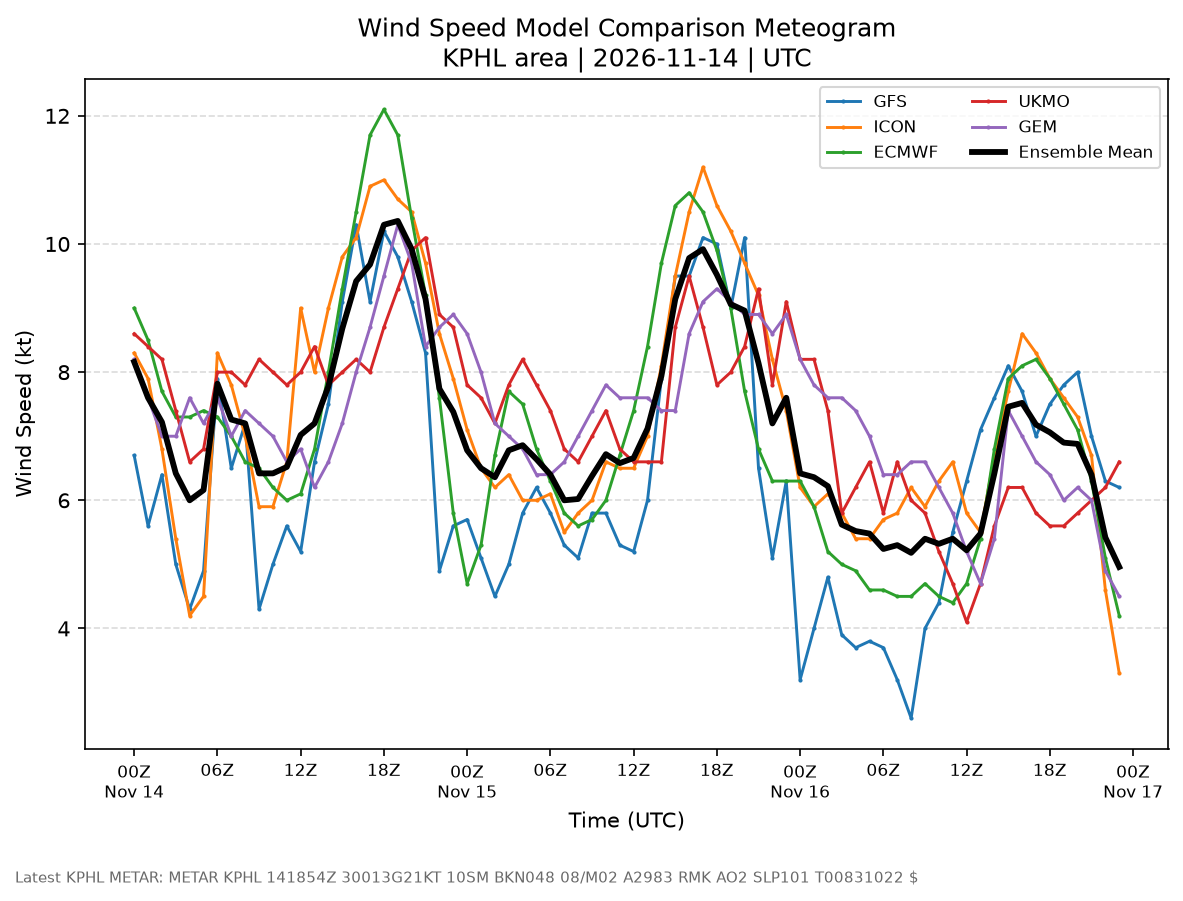 Wind Speed Model Comparison Meteogram
KPHL area | 2026-11-14 | UTC
GFS
ICON
ECMWF
UKMO
GEM
Ensemble Mean
Wind Speed (kt)
12
10
8
6
4
00Z 06Z 12Z 18Z 00Z 06Z 12Z 18Z 00Z 06Z 12Z 18Z 00Z
Nov 14 Nov 15 Nov 16 Nov 17
Time (UTC)
Latest KPHL METAR: METAR KPHL 141854Z 30013G21KT 10SM BKN048 08/M02 A2983 RMK AO2 SLP101 T00831022 $